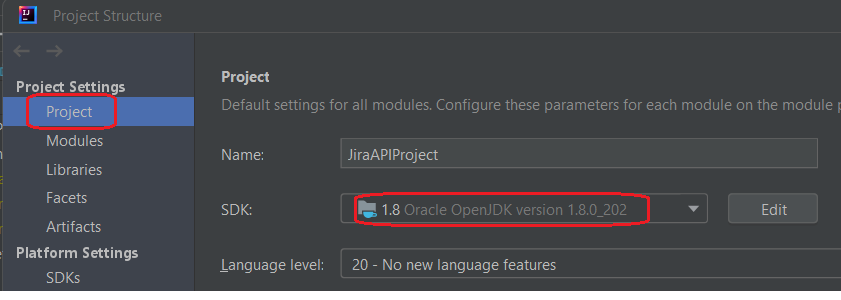 IJ
Project Structure
Project Settings
Project
Modules
Libraries
Facets
Artifacts
Platform Settings
SDKs
Project
Default settings for all modules. Configure these parameters for each module on the module
Name: JiraAPIProject
SDK: 1.8 Oracle OpenJDK version 1.8.0_202 Edit
Language level: 20 - No new language features